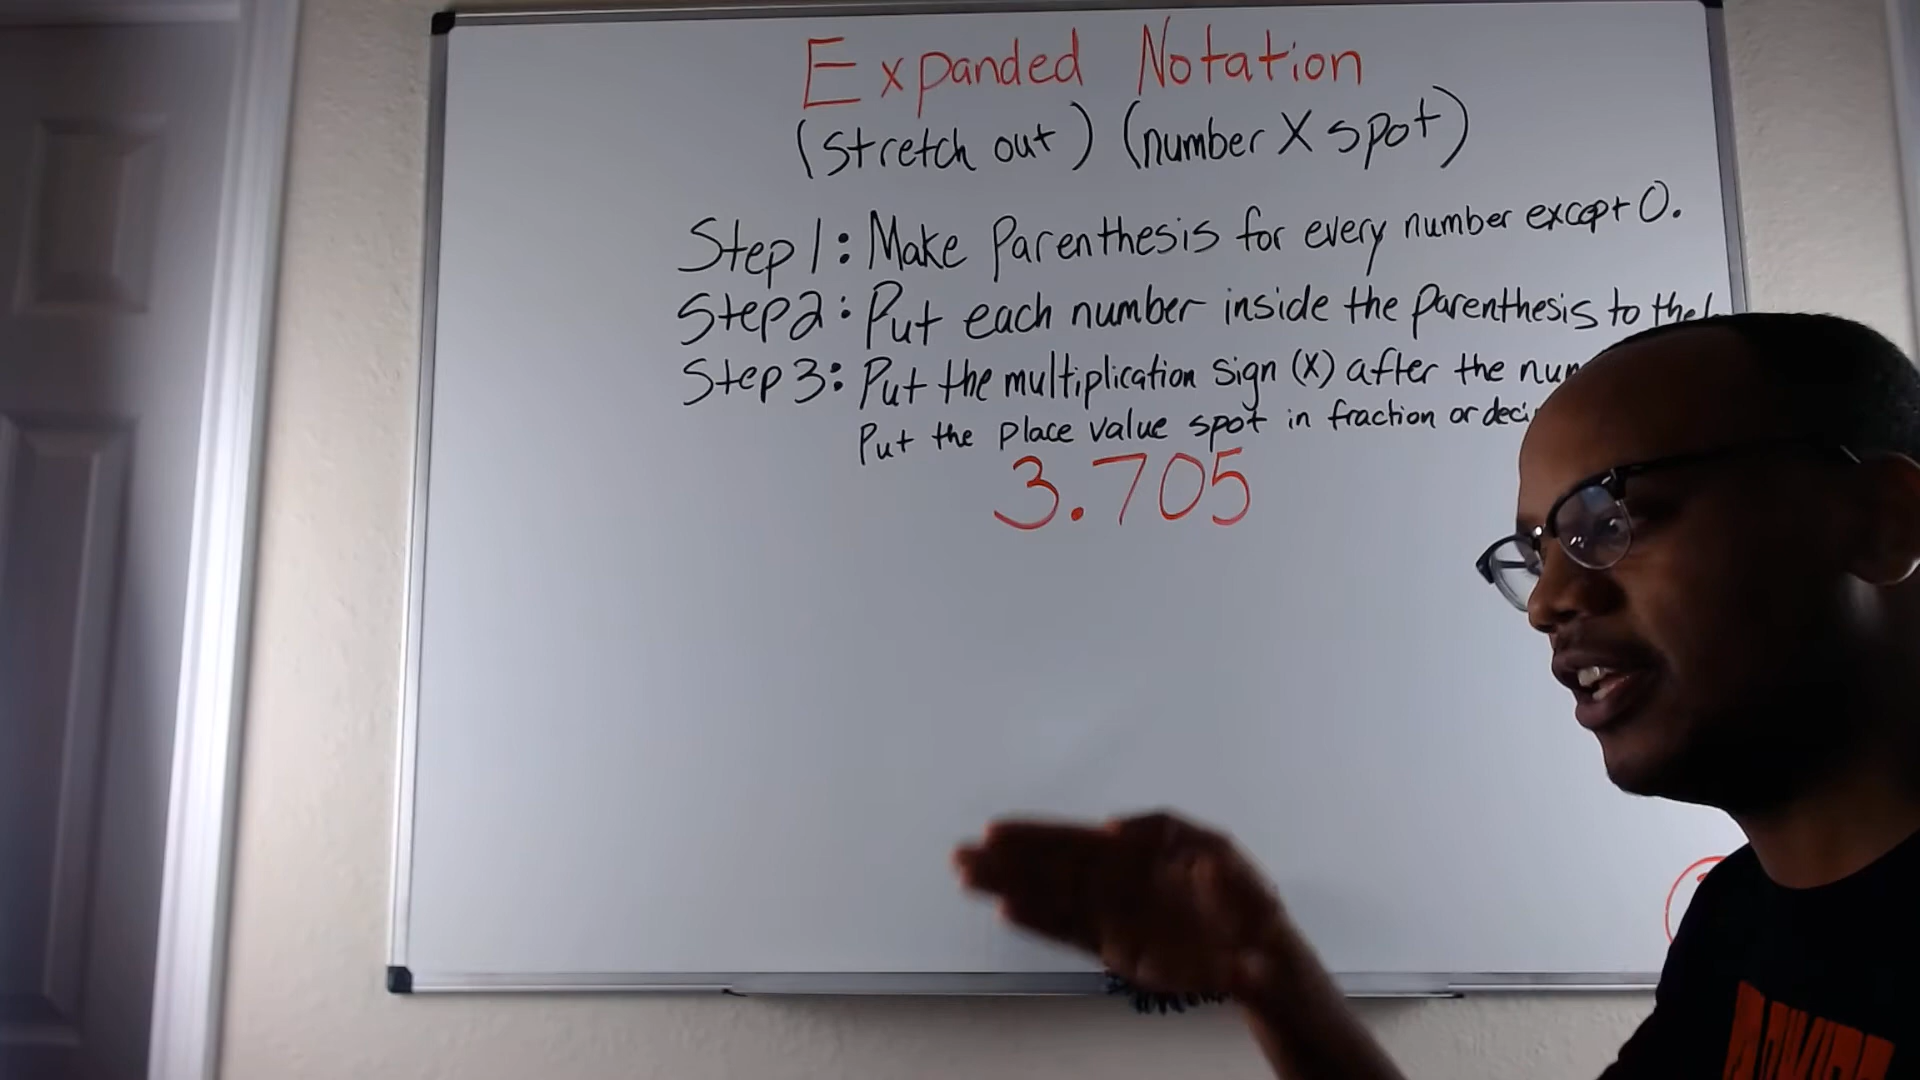 Expanded Notation
(stretch out) (number X spot)
Step 1: Make Parenthesis for every number except 0.
Step 2: Put each number inside the Parenthesis to the
Step 3: Put the multiplication sign (X) after the
Put the place value spot in fraction or
3.705